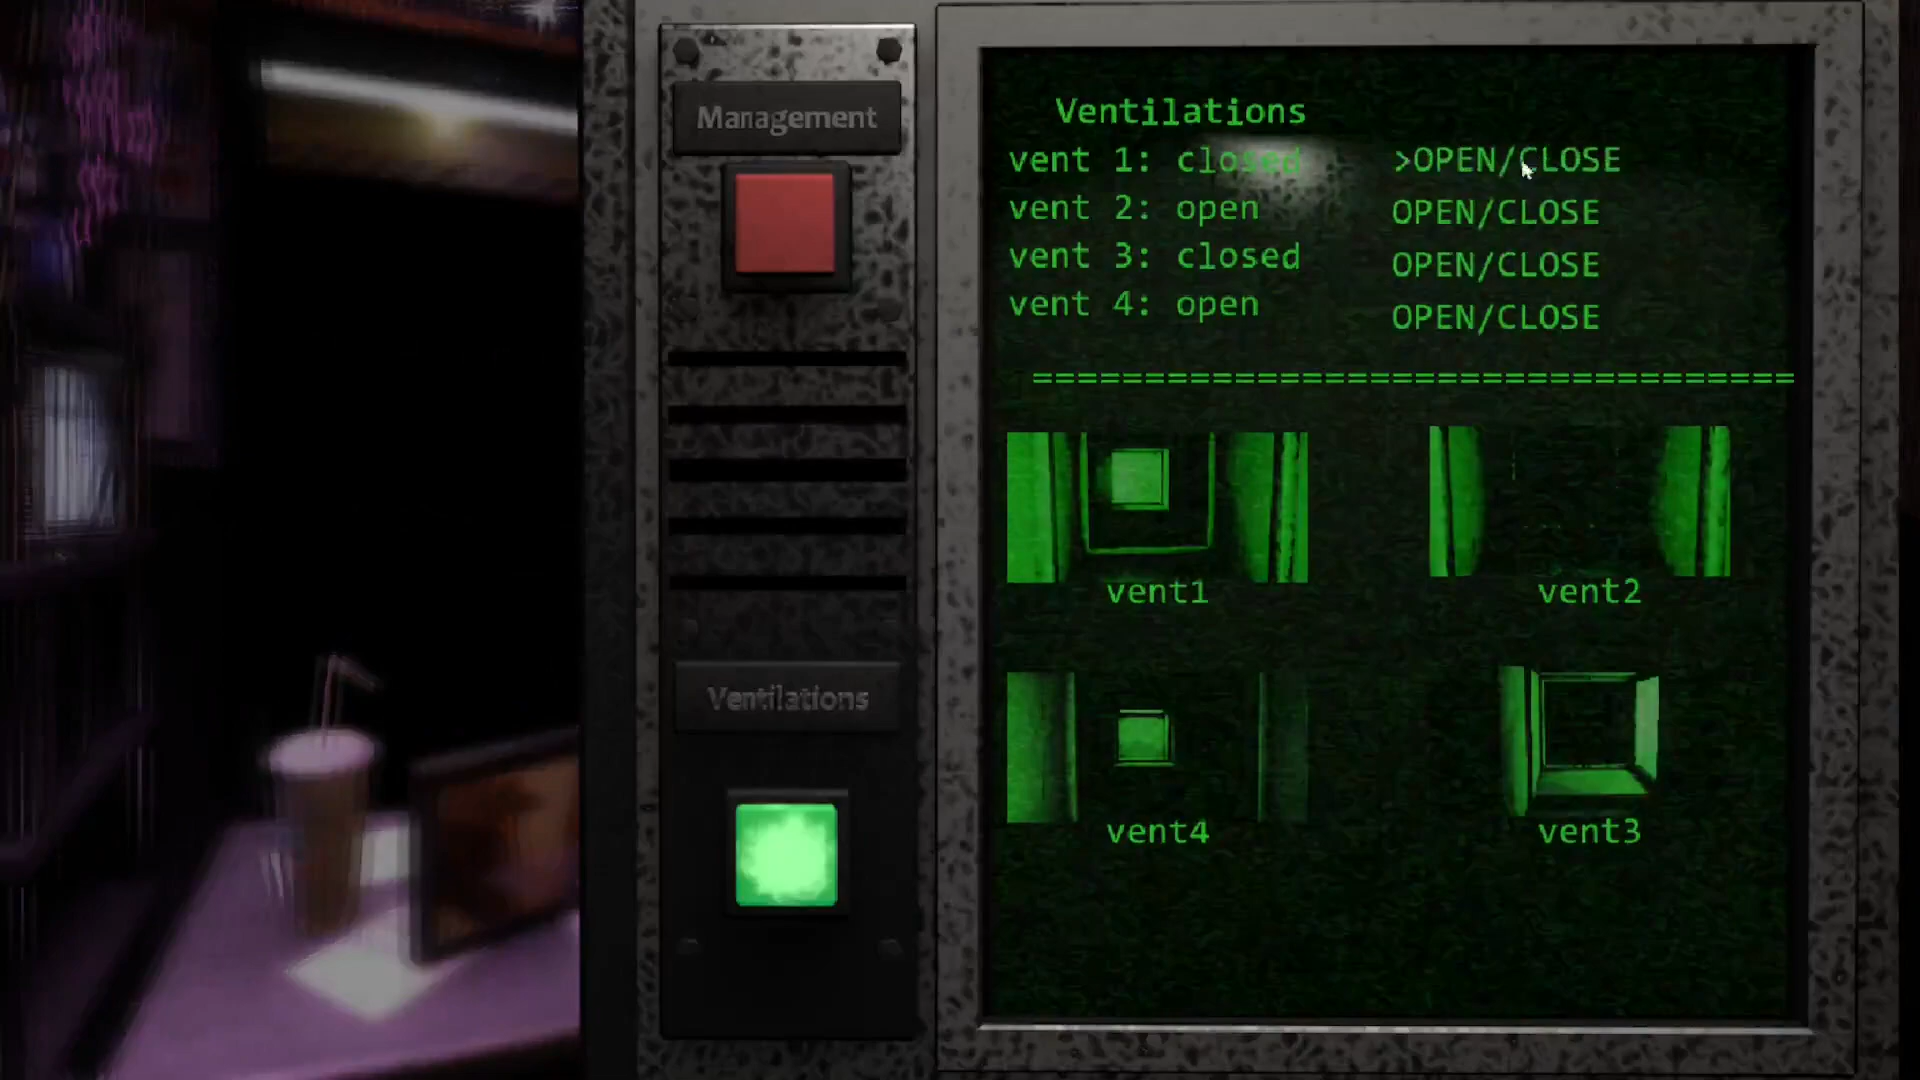 Management
Ventilations
Ventilations
vent 1: closed >OPEN/CLOSE
vent 2: open OPEN/CLOSE
vent 3: closed OPEN/CLOSE
vent 4: open OPEN/CLOSE
==================================
vent1 vent2
vent4 vent3